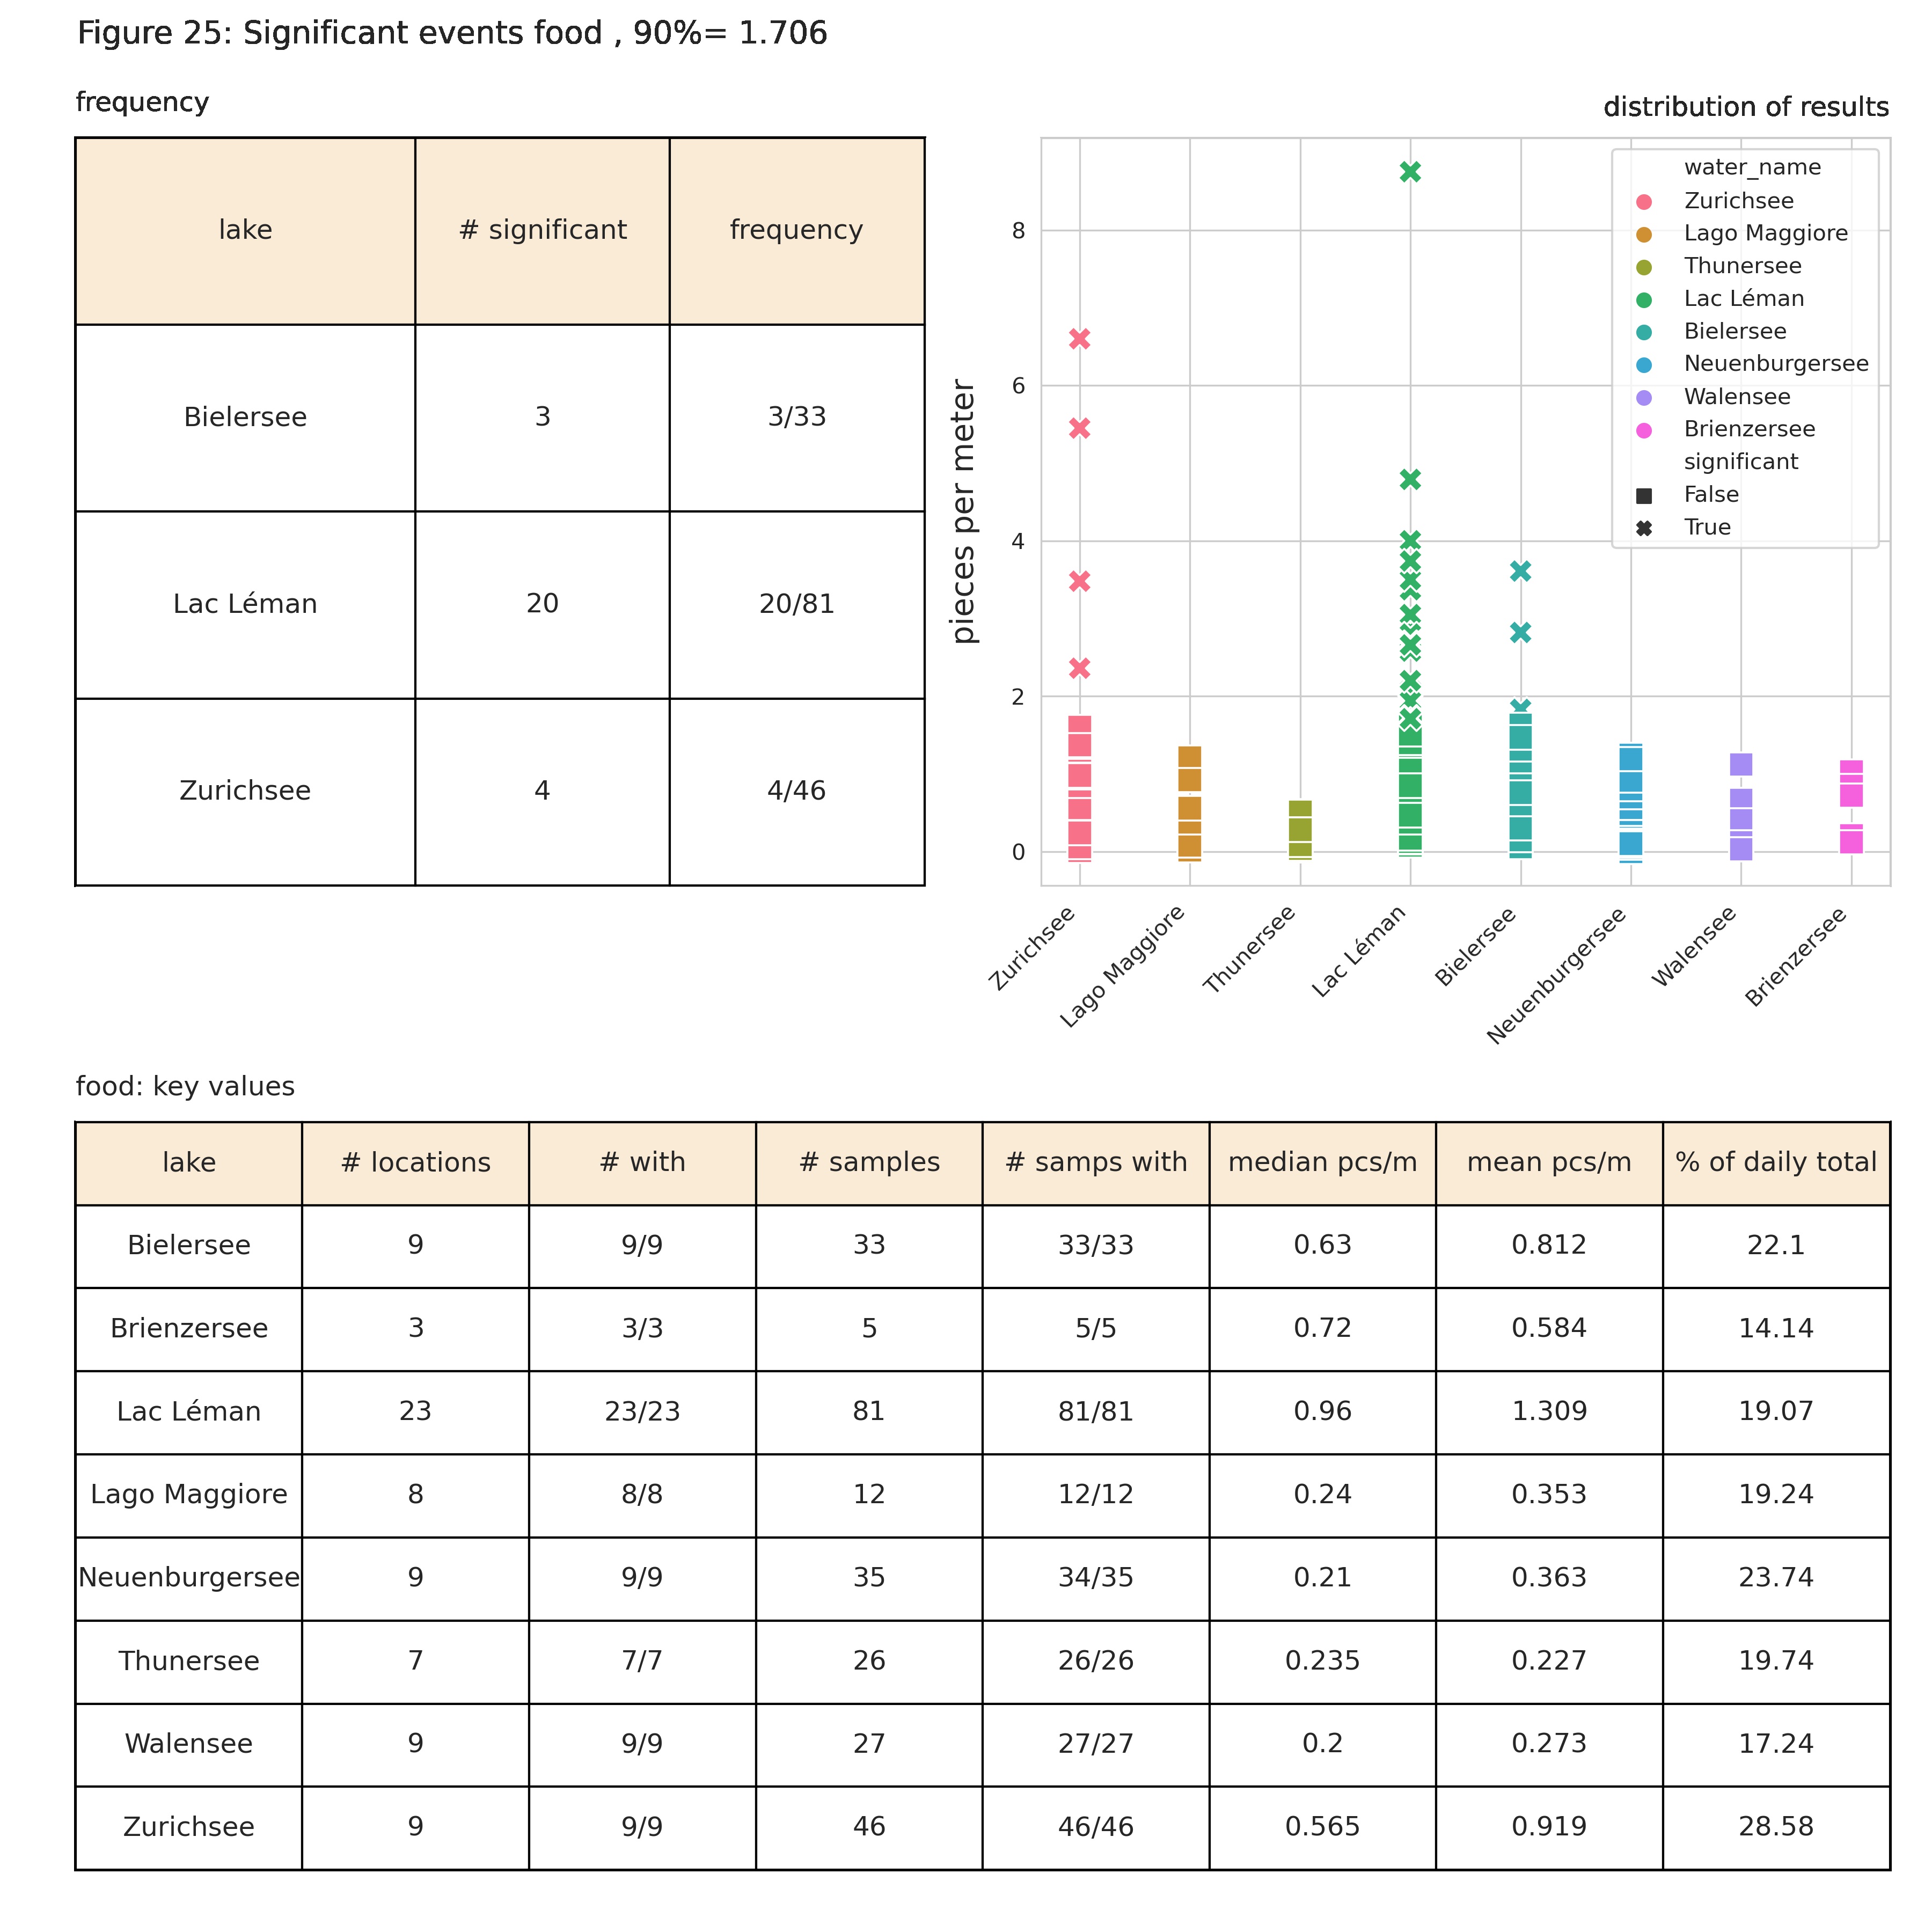 Figure 25: Significant events food , 90%= 1.706
frequency
lake # significant frequency
Bielersee 3 3/33
Lac Léman 20 20/81
Zurichsee 4 4/46
distribution of results
pieces per meter
8
6
4
2
0
water_name
Zurichsee
Lago Maggiore
Thunersee
Lac Léman
Bielersee
Neuenburgersee
Walensee
Brienzersee
significant
False
True
Zurichsee
Lago Maggiore
Thunersee
Lac Léman
Bielersee
Neuenburgersee
Walensee
Brienzersee
food: key values
lake # locations # with # samples # samps with median pcs/m mean pcs/m % of daily total
Bielersee 9 9/9 33 33/33 0.63 0.812 22.1
Brienzersee 3 3/3 5 5/5 0.72 0.584 14.14
Lac Léman 23 23/23 81 81/81 0.96 1.309 19.07
Lago Maggiore 8 8/8 12 12/12 0.24 0.353 19.24
Neuenburgersee 9 9/9 35 34/35 0.21 0.363 23.74
Thunersee 7 7/7 26 26/26 0.235 0.227 19.74
Walensee 9 9/9 27 27/27 0.2 0.273 17.24
Zurichsee 9 9/9 46 46/46 0.565 0.919 28.58